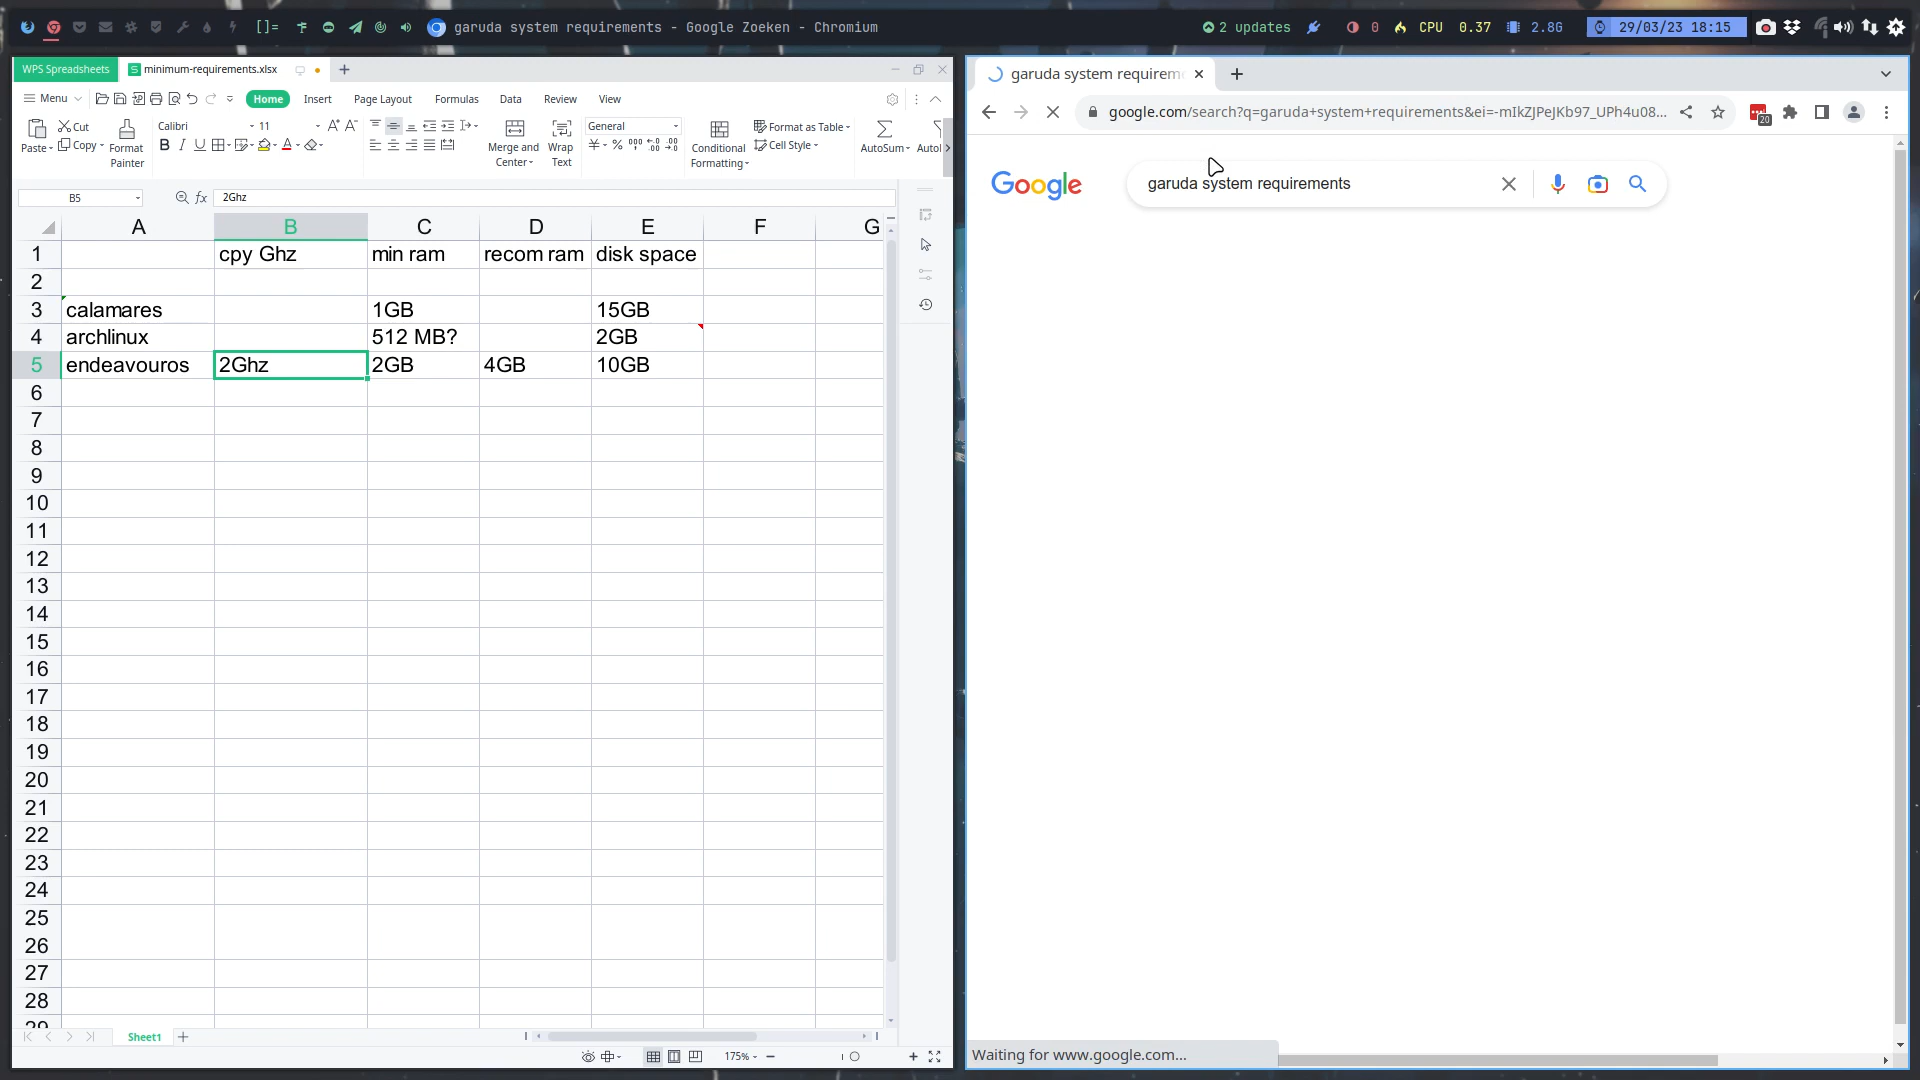 []=
garuda system requirements - Google Zoeken - Chromium
2 updates
0
CPU 0.37
2.8G
29/03/23 18:15
WPS Spreadsheets
minimum-requirements.xlsx
Menu
Home
Insert
Page Layout
Formulas
Data
Review
View
Paste
Cut
Copy
Format Painter
Calibri
11
Merge and Center
Wrap Text
General
Conditional Formatting
Format as Table
Cell Style
AutoSum
AutoI
B5
fx
2Ghz
A B C D E F G
1 cpy Ghz min ram recom ram disk space
2
3 calamares 1GB 15GB
4 archlinux 512 MB? 2GB
5 endeavouros 2Ghz 2GB 4GB 10GB
6
7
8
9
10
11
12
13
14
15
16
17
18
19
20
21
22
23
24
25
26
27
28
29
Sheet1
175%
garuda system requirem
google.com/search?q=garuda+system+requirements&ei=-mIkZJPeJKb97_UPh4u08...
20
Google
garuda system requirements
Waiting for www.google.com...